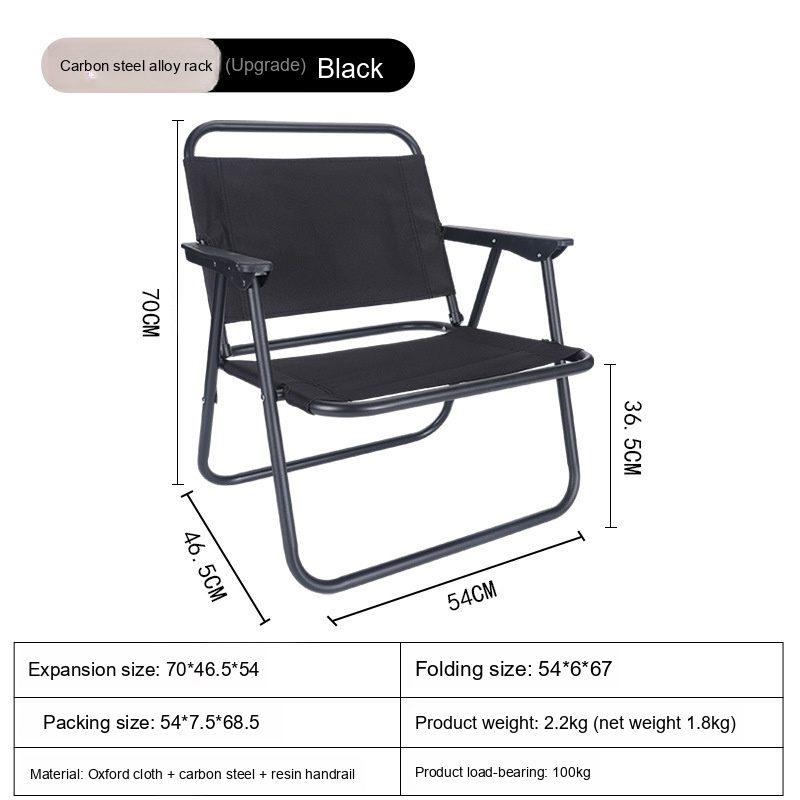 Carbon steel alloy rack (Upgrade) Black
70CM
36.5CM
46.5CM
54CM
Expansion size: 70*46.5*54
Folding size: 54*6*67
Packing size: 54*7.5*68.5
Product weight: 2.2kg (net weight 1.8kg)
Material: Oxford cloth + carbon steel + resin handrail
Product load-bearing: 100kg